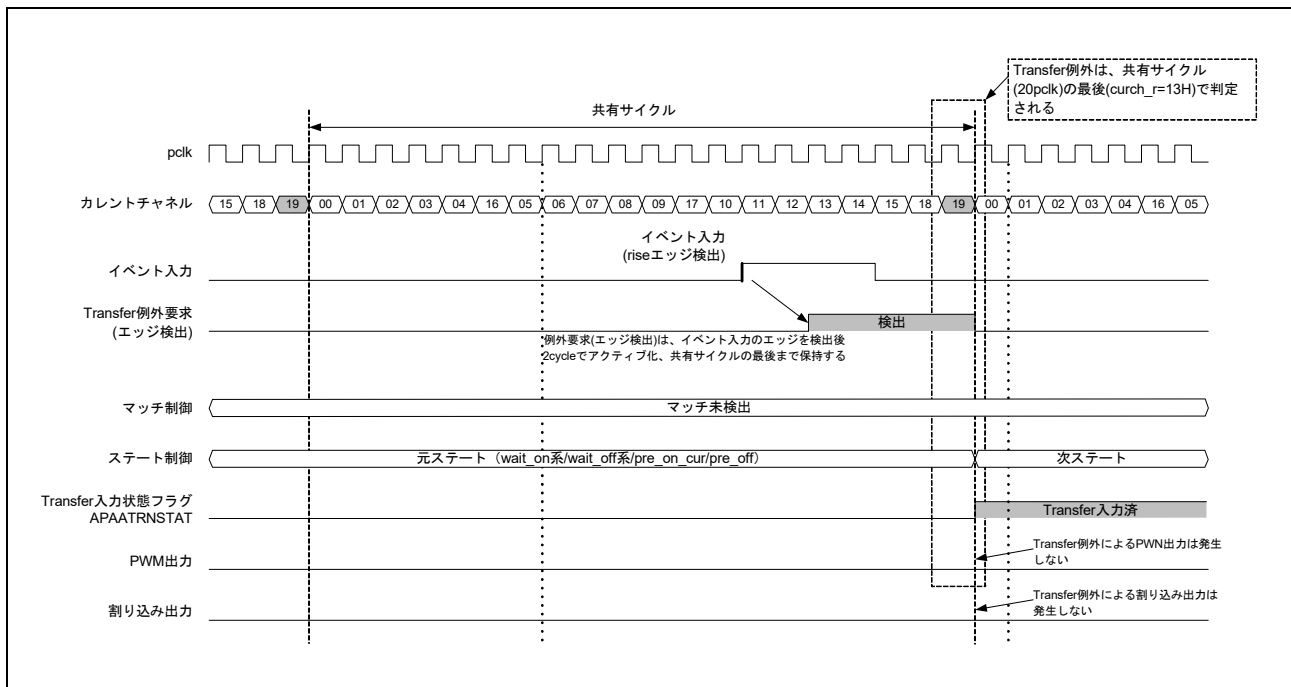 Transfer例外は、共有サイクル
(20pclk)の最後(curch_r=13H)で判定
される
共有サイクル
pclk
カレントチャネル 15 18 19 00 01 02 03 04 16 05 06 07 08 09 17 10 11 12 13 14 15 18 19 00 01 02 03 04 16 05
イベント入力
(riseエッジ検出)
イベント入力
Transfer例外要求
(エッジ検出)
検出
例外要求(エッジ検出)は、イベント入力のエッジを検出後
2cycleでアクティブ化、共有サイクルの最後まで保持する
マッチ制御 マッチ未検出
ステート制御 元ステート（wait_on系/wait_off系/pre_on_cur/pre_off） 次ステート
Transfer入力状態フラグ
APAATRNSTAT
Transfer入力済
Transfer例外によるPWN出力は発生
しない
PWM出力
Transfer例外による割り込み出力は
発生しない
割り込み出力